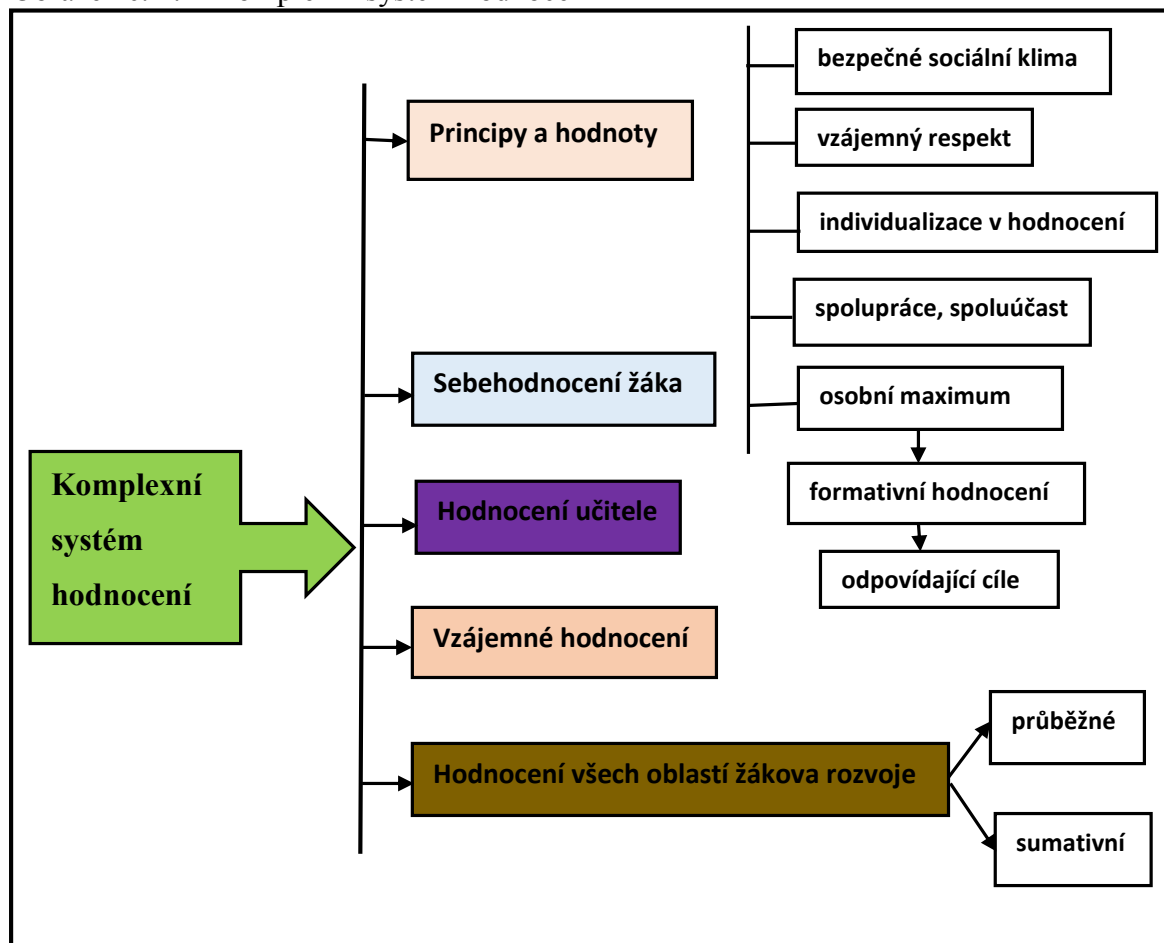 bezpečné sociální klima
Principy a hodnoty
vzájemný respekt
individualizace v hodnocení
spolupráce, spoluúčast
Sebehodnocení žáka
osobní maximum
Komplexní
systém
hodnocení
formativní hodnocení
Hodnocení učitele
odpovídající cíle
Vzájemné hodnocení
průběžné
Hodnocení všech oblastí žákova rozvoje
sumativní